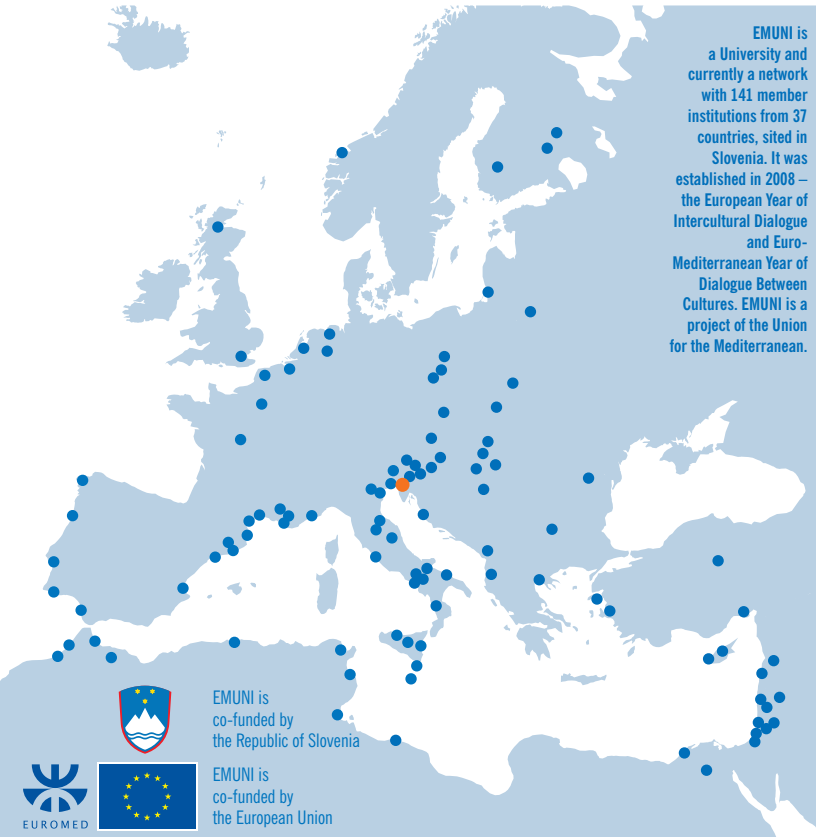 EMUNI is
a University and
currently a network
with 141 member
institutions from 37
countries, sited in
Slovenia. It was
established in 2008 –
the European Year of
Intercultural Dialogue
and Euro-
Mediterranean Year of
Dialogue Between
Cultures. EMUNI is a
project of the Union
for the Mediterranean.
EMUNI is
co-funded by
the Republic of Slovenia
EMUNI is
co-funded by
the European Union
EUROMED